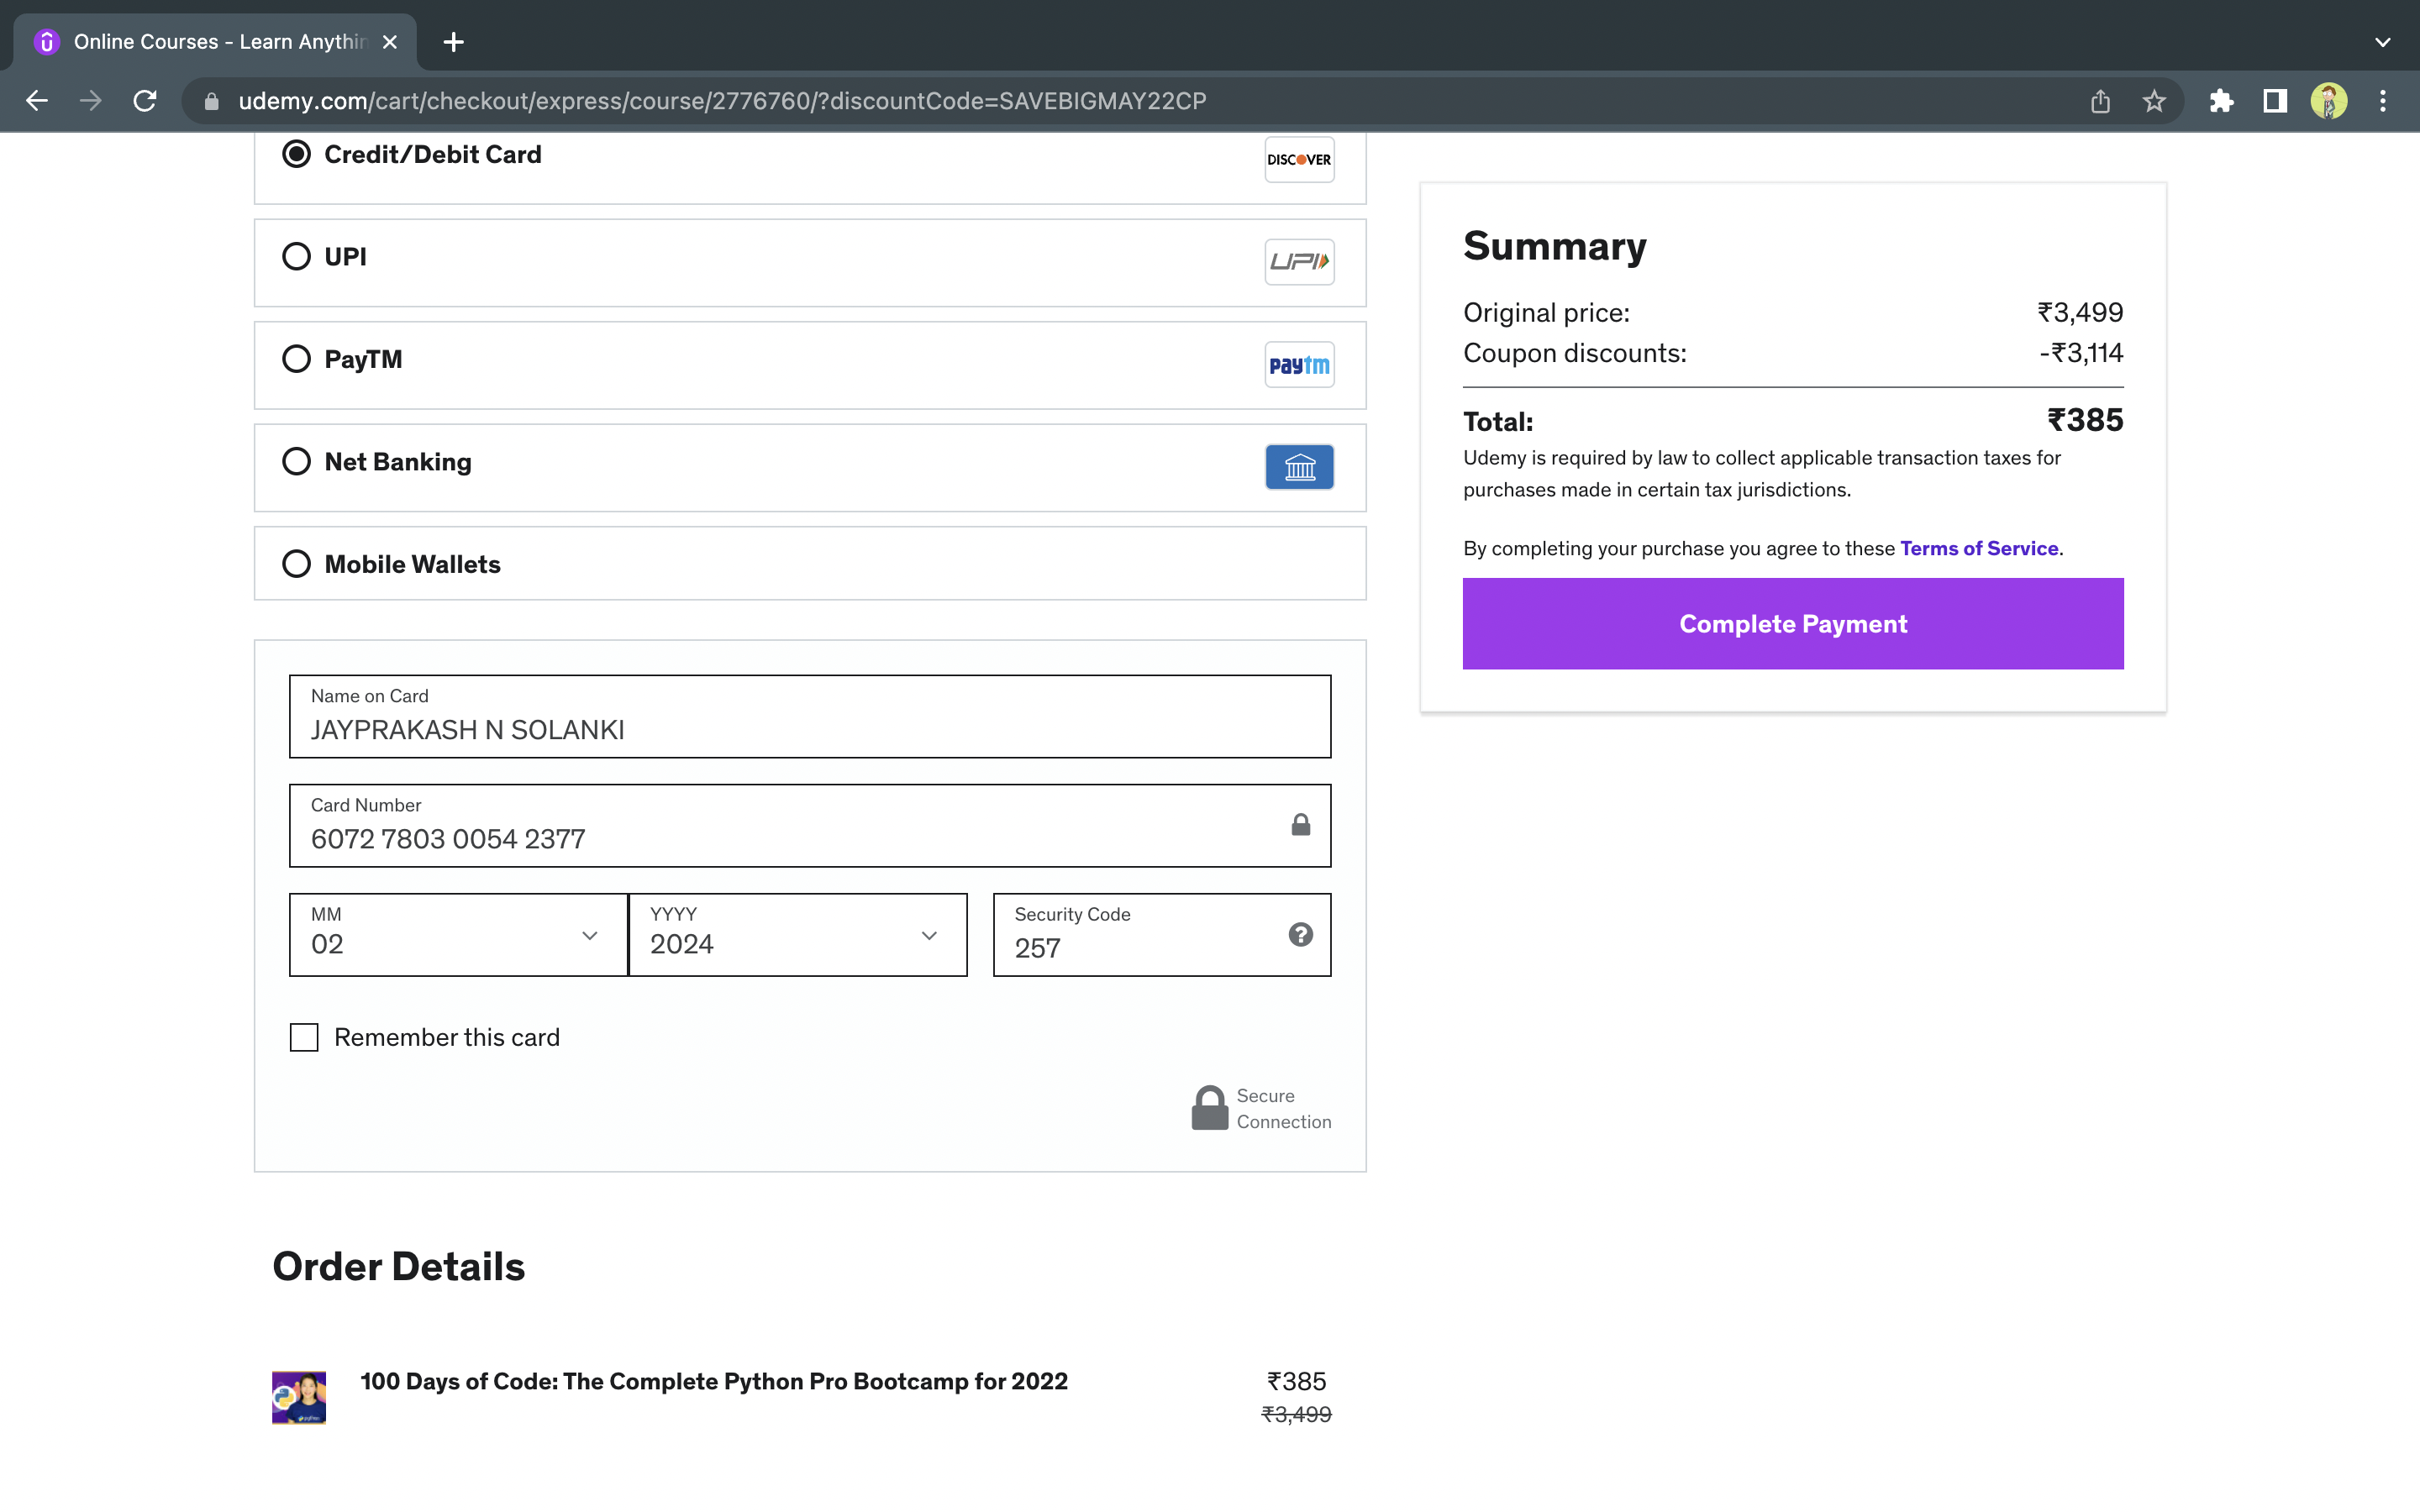 Online Courses - Learn Anythin
udemy.com/cart/checkout/express/course/2776760/?discountCode=SAVEBIGMAY22CP
Credit/Debit Card
DISCOVER
UPI
UPI
PayTM
paytm
Net Banking
Mobile Wallets
Name on Card
JAYPRAKASH N SOLANKI
Card Number
6072 7803 0054 2377
MM
02
YYYY
2024
Security Code
257
Remember this card
Secure
Connection
Order Details
100 Days of Code: The Complete Python Pro Bootcamp for 2022
₹385
₹3,499
Summary
Original price: ₹3,499
Coupon discounts: -₹3,114
Total: ₹385
Udemy is required by law to collect applicable transaction taxes for
purchases made in certain tax jurisdictions.
By completing your purchase you agree to these Terms of Service.
Complete Payment